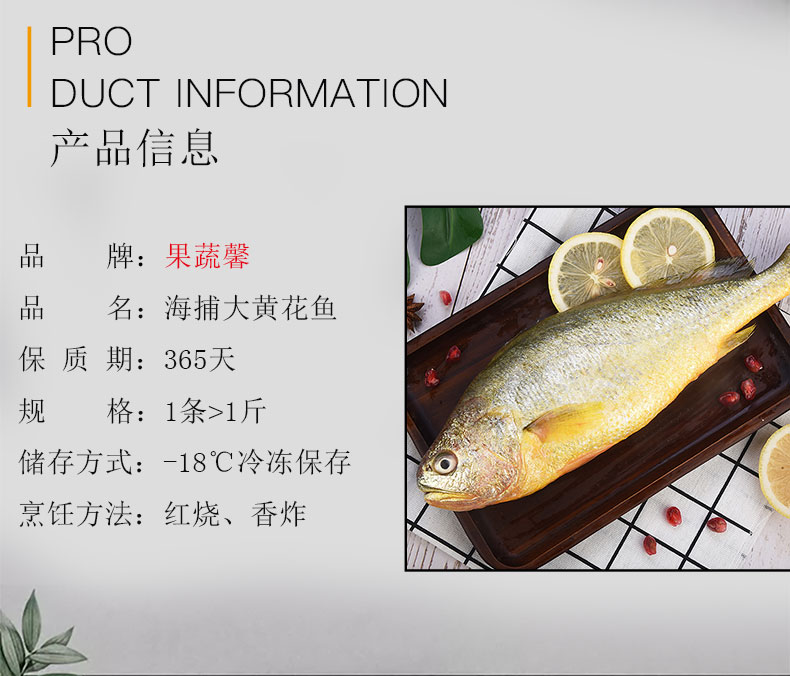 PRO
DUCT INFORMATION
产品信息
品 牌：果蔬馨
品 名：海捕大黄花鱼
保 质 期：365天
规 格：1条>1斤
储存方式：-18℃冷冻保存
烹饪方法：红烧、香炸